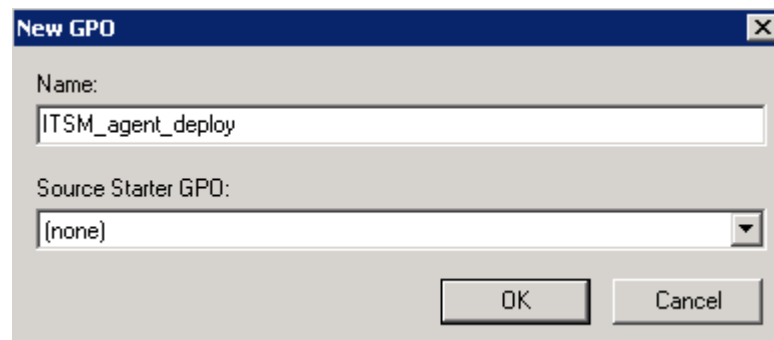 New GPO
Name:
ITSM_agent_deploy
Source Starter GPO:
(none)
OK Cancel